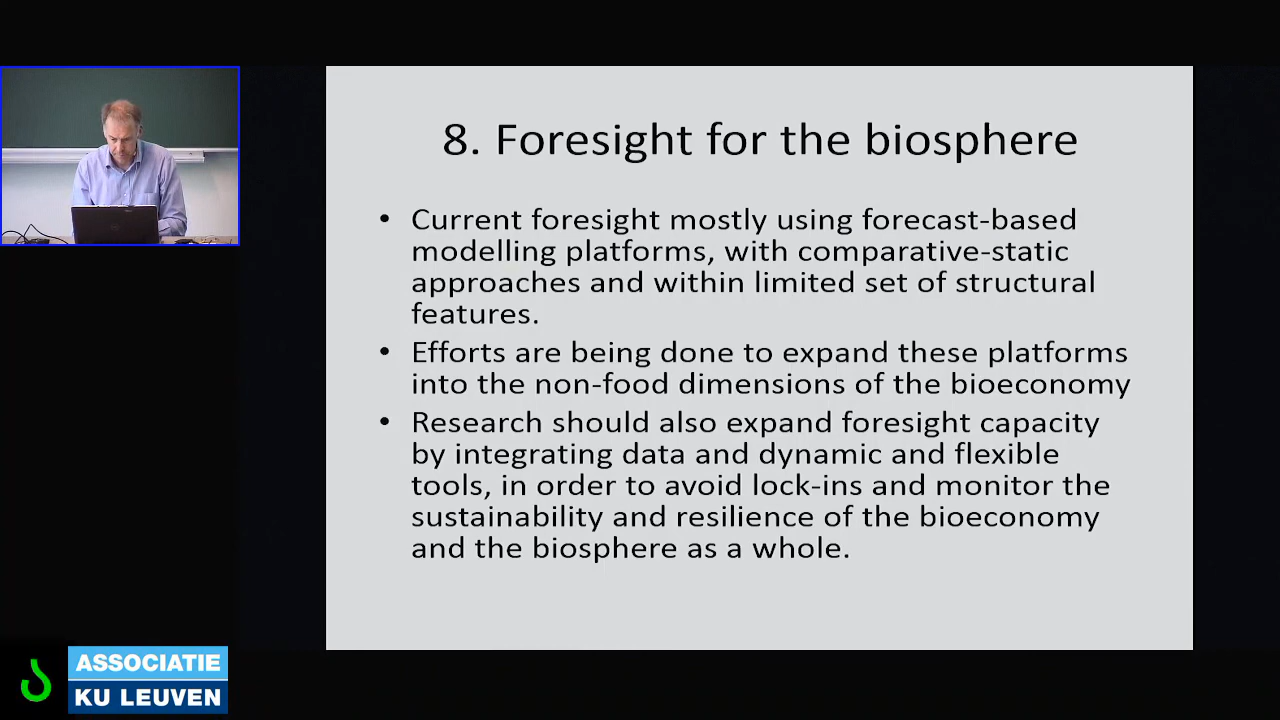 8. Foresight for the biosphere
• Current foresight mostly using forecast-based
modelling platforms, with comparative-static
approaches and within limited set of structural
features.
• Efforts are being done to expand these platforms
into the non-food dimensions of the bioeconomy
• Research should also expand foresight capacity
by integrating data and dynamic and flexible
tools, in order to avoid lock-ins and monitor the
sustainability and resilience of the bioeconomy
and the biosphere as a whole.
ASSOCIATIE
KU LEUVEN